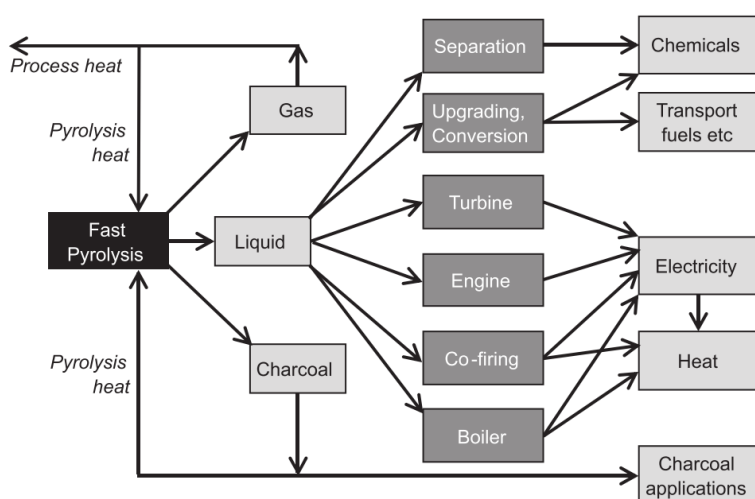 Process heat
Pyrolysis
heat
Gas
Fast
Pyrolysis
Liquid
Pyrolysis
heat
Charcoal
Separation
Upgrading,
Conversion
Turbine
Engine
Co-firing
Boiler
Chemicals
Transport
fuels etc
Electricity
Heat
Charcoal
applications